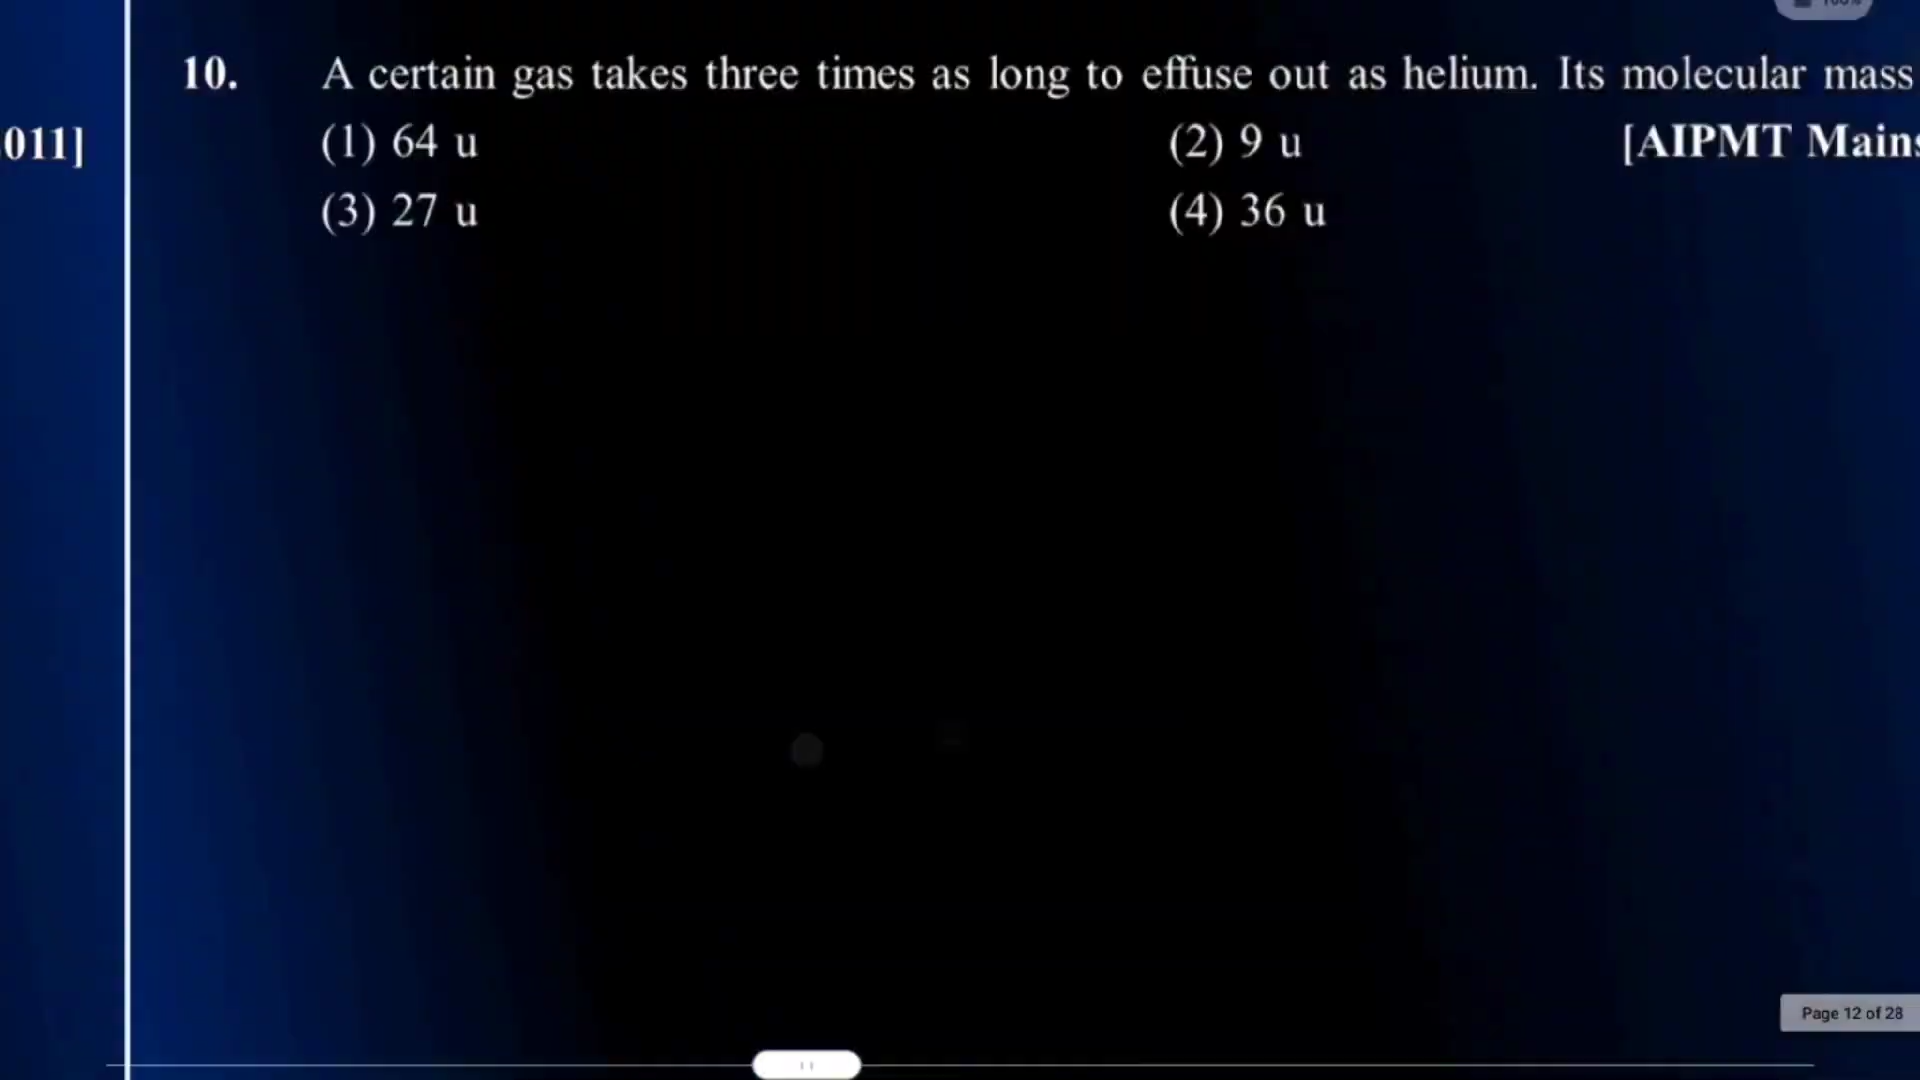 10. A certain gas takes three times as long to effuse out as helium. Its molecular mass
011]
(1) 64 u (2) 9 u [AIPMT Mains
(3) 27 u (4) 36 u
Page 12 of 28